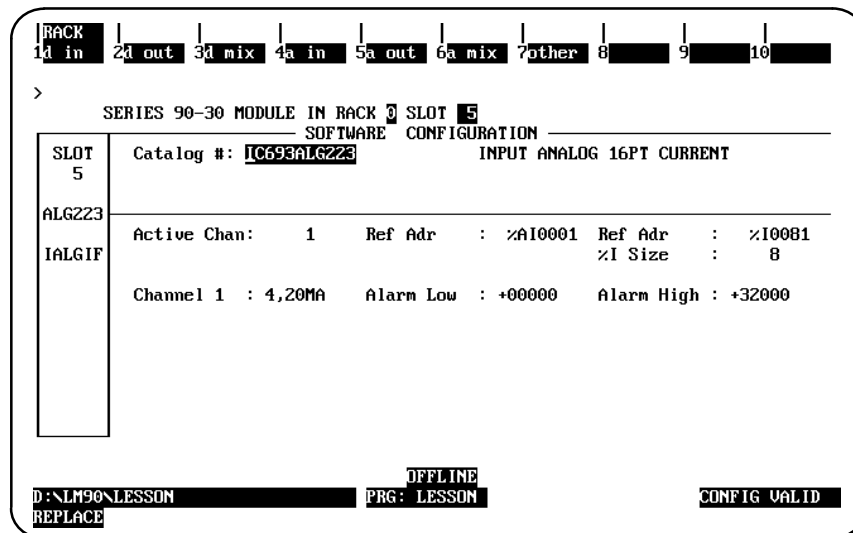 RACK
1d in 2d out 3d mix 4a in 5a out 6a mix 7other 8 9 10
>
SERIES 90-30 MODULE IN RACK 0 SLOT 5
SOFTWARE CONFIGURATION
SLOT Catalog #: IC693ALG223 INPUT ANALOG 16PT CURRENT
5
ALG223
Active Chan: 1 Ref Adr : %AI0001 Ref Adr : %I0081
IALGIF %I Size : 8
Channel 1 : 4,20MA Alarm Low : +00000 Alarm High : +32000
OFFLINE
D:\LM90\LESSON PRG: LESSON CONFIG VALID
REPLACE